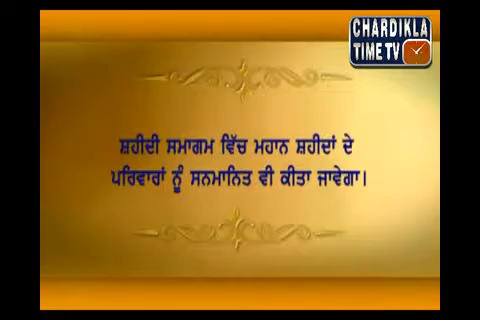 CHARDIKLA
TIME TV
ਸ਼ਹੀਦੀ ਸਮਾਗਮ ਵਿੱਚ ਮਹਾਨ ਸ਼ਹੀਦਾਂ ਦੇ
ਪਰਿਵਾਰਾਂ ਨੂੰ ਸਨਮਾਨਿਤ ਵੀ ਕੀਤਾ ਜਾਵੇਗਾ।